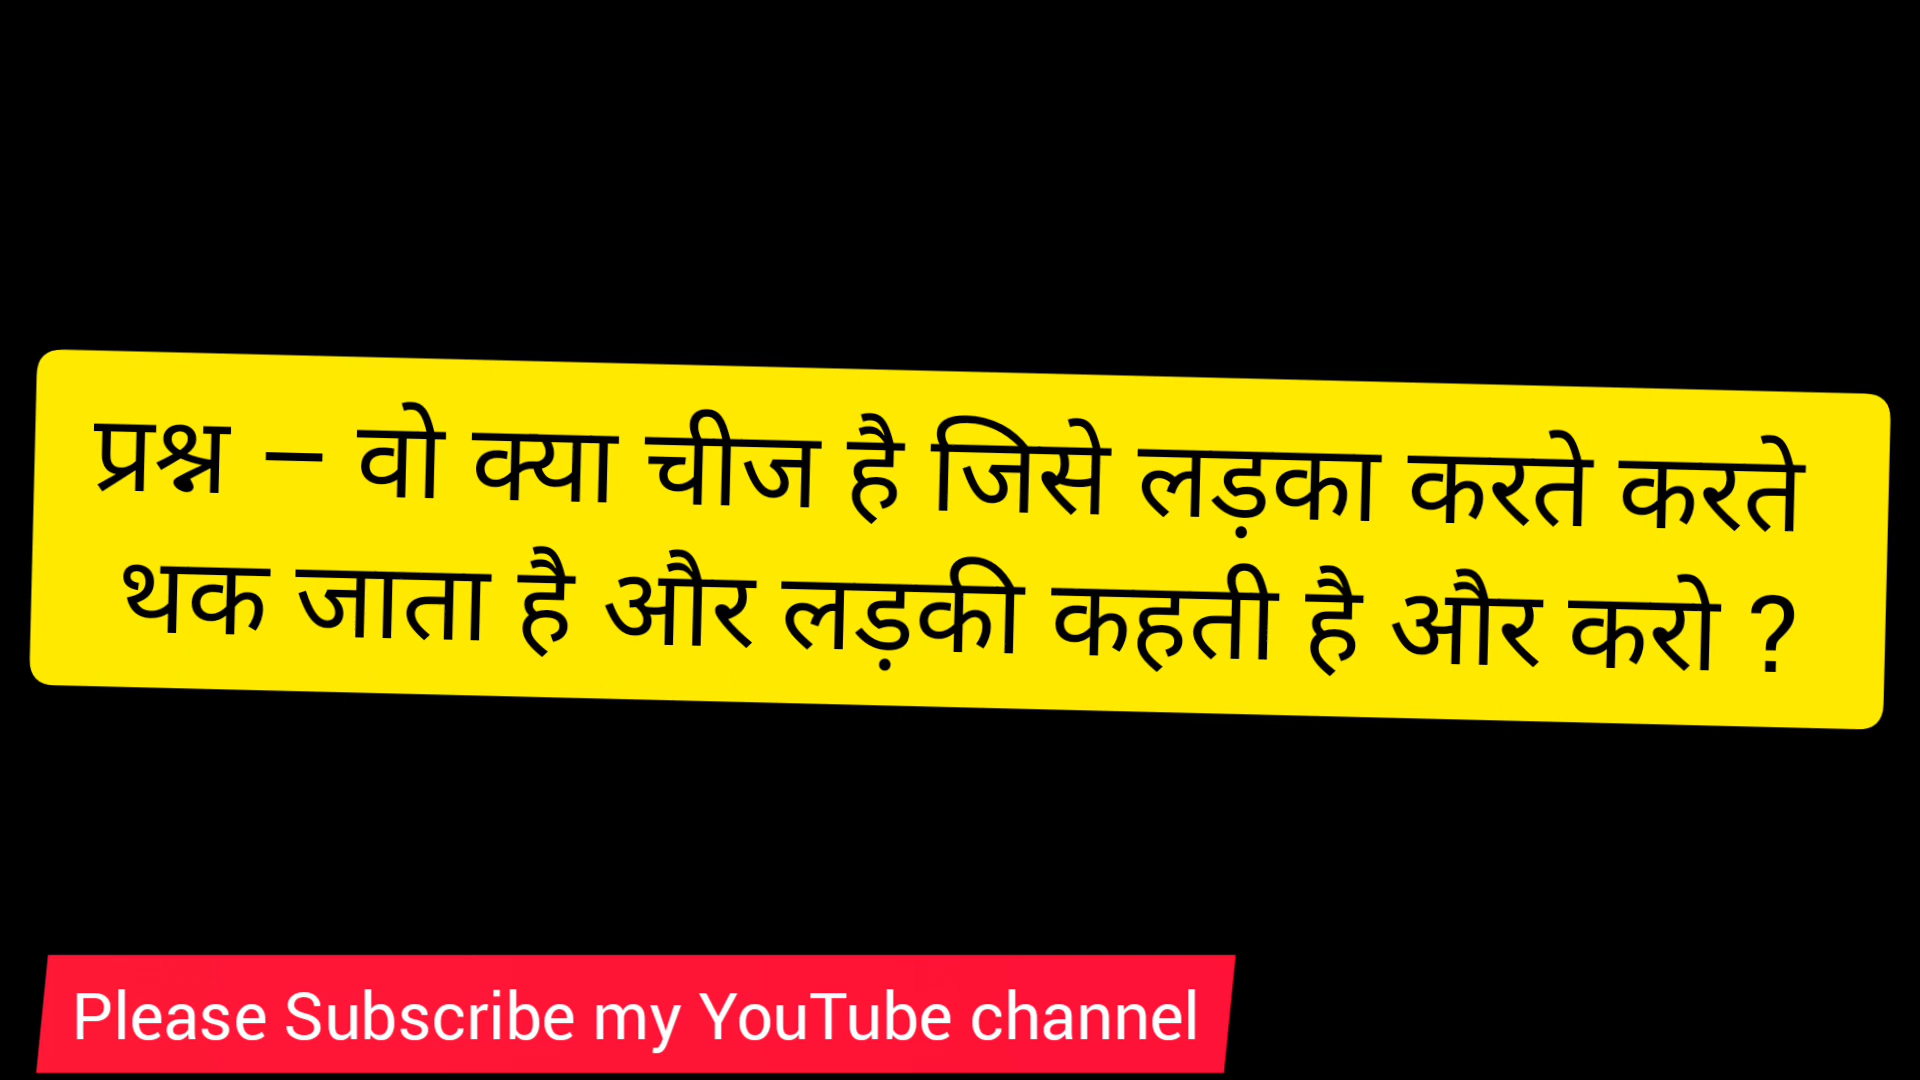 प्रश्न – वो क्या चीज है जिसे लड़का करते करते
थक जाता है और लड़की कहती है और करो ?
Please Subscribe my YouTube channel